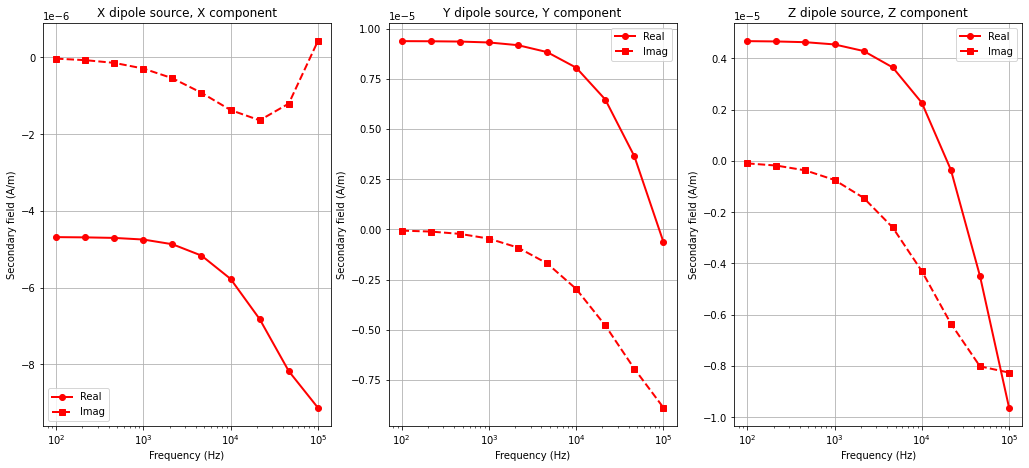 X dipole source, X component
1e−6
0
−2
−4
−6
−8
Secondary field (A/m)
Real
Imag
10²
10³
10⁴
10⁵
Frequency (Hz)
Y dipole source, Y component
1e−5
1.00
0.75
0.50
0.25
0.00
−0.25
−0.50
−0.75
Secondary field (A/m)
Real
Imag
10²
10³
10⁴
10⁵
Frequency (Hz)
Z dipole source, Z component
1e−5
0.4
0.2
0.0
−0.2
−0.4
−0.6
−0.8
−1.0
Secondary field (A/m)
Real
Imag
10²
10³
10⁴
10⁵
Frequency (Hz)